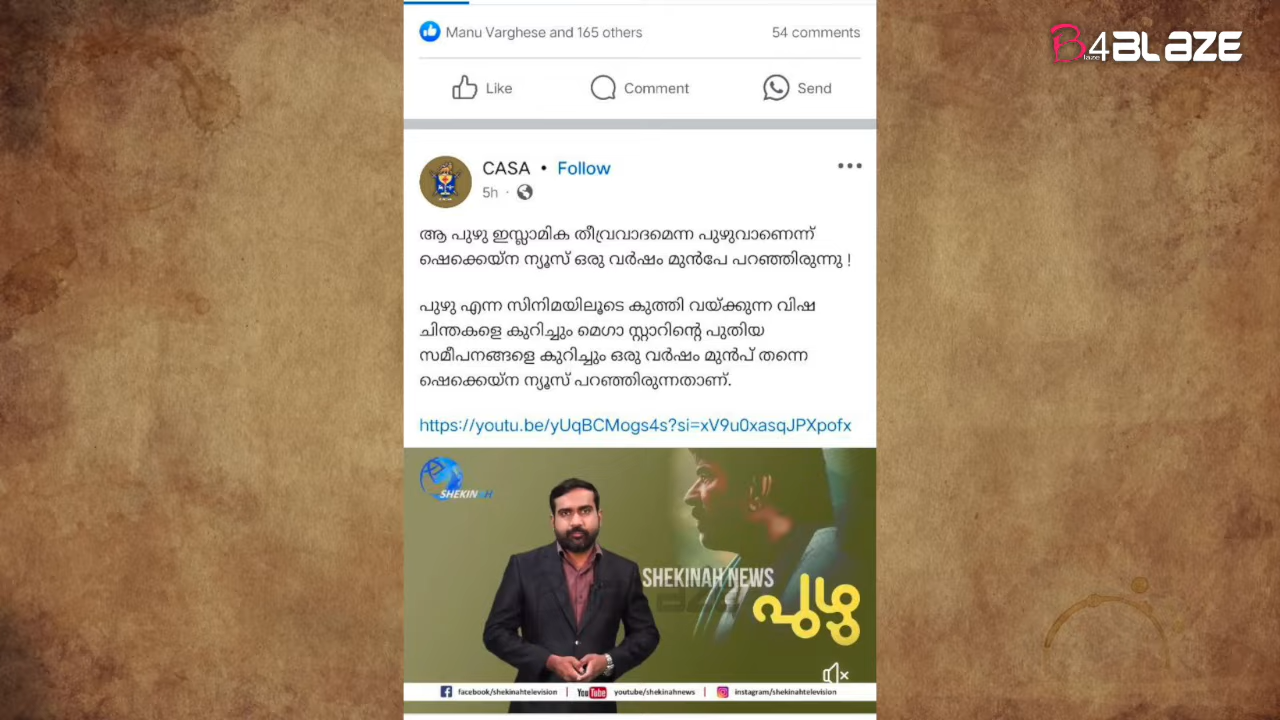 Manu Varghese and 165 others
54 comments
B4BLAZE
Blaze
Like
Comment
Send
CASA • Follow
5h ·
ആ പുഴു ഇസ്ലാമിക തീവ്രവാദമെന്ന പുഴുവാണെന്ന്
ഷെക്കെയ്ന ന്യൂസ് ഒരു വർഷം മുൻപേ പറഞ്ഞിരുന്നു !
പുഴു എന്ന സിനിമയിലൂടെ കുത്തി വയ്ക്കുന്ന വിഷ
ചിന്തകളെ കുറിച്ചും മെഗാ സ്റ്റാറിന്റെ പുതിയ
സമീപനങ്ങളെ കുറിച്ചും ഒരു വർഷം മുൻപ് തന്നെ
ഷെക്കെയ്ന ന്യൂസ് പറഞ്ഞിരുന്നതാണ്.
https://youtu.be/yUqBCMogs4s?si=xV9u0xasqJPXpofx
SHEKINAH
SHEKINAH NEWS
പുഴു
facebook/shekinahtelevision | YouTube youtube/shekinahnews | instagram/shekinahtelevision